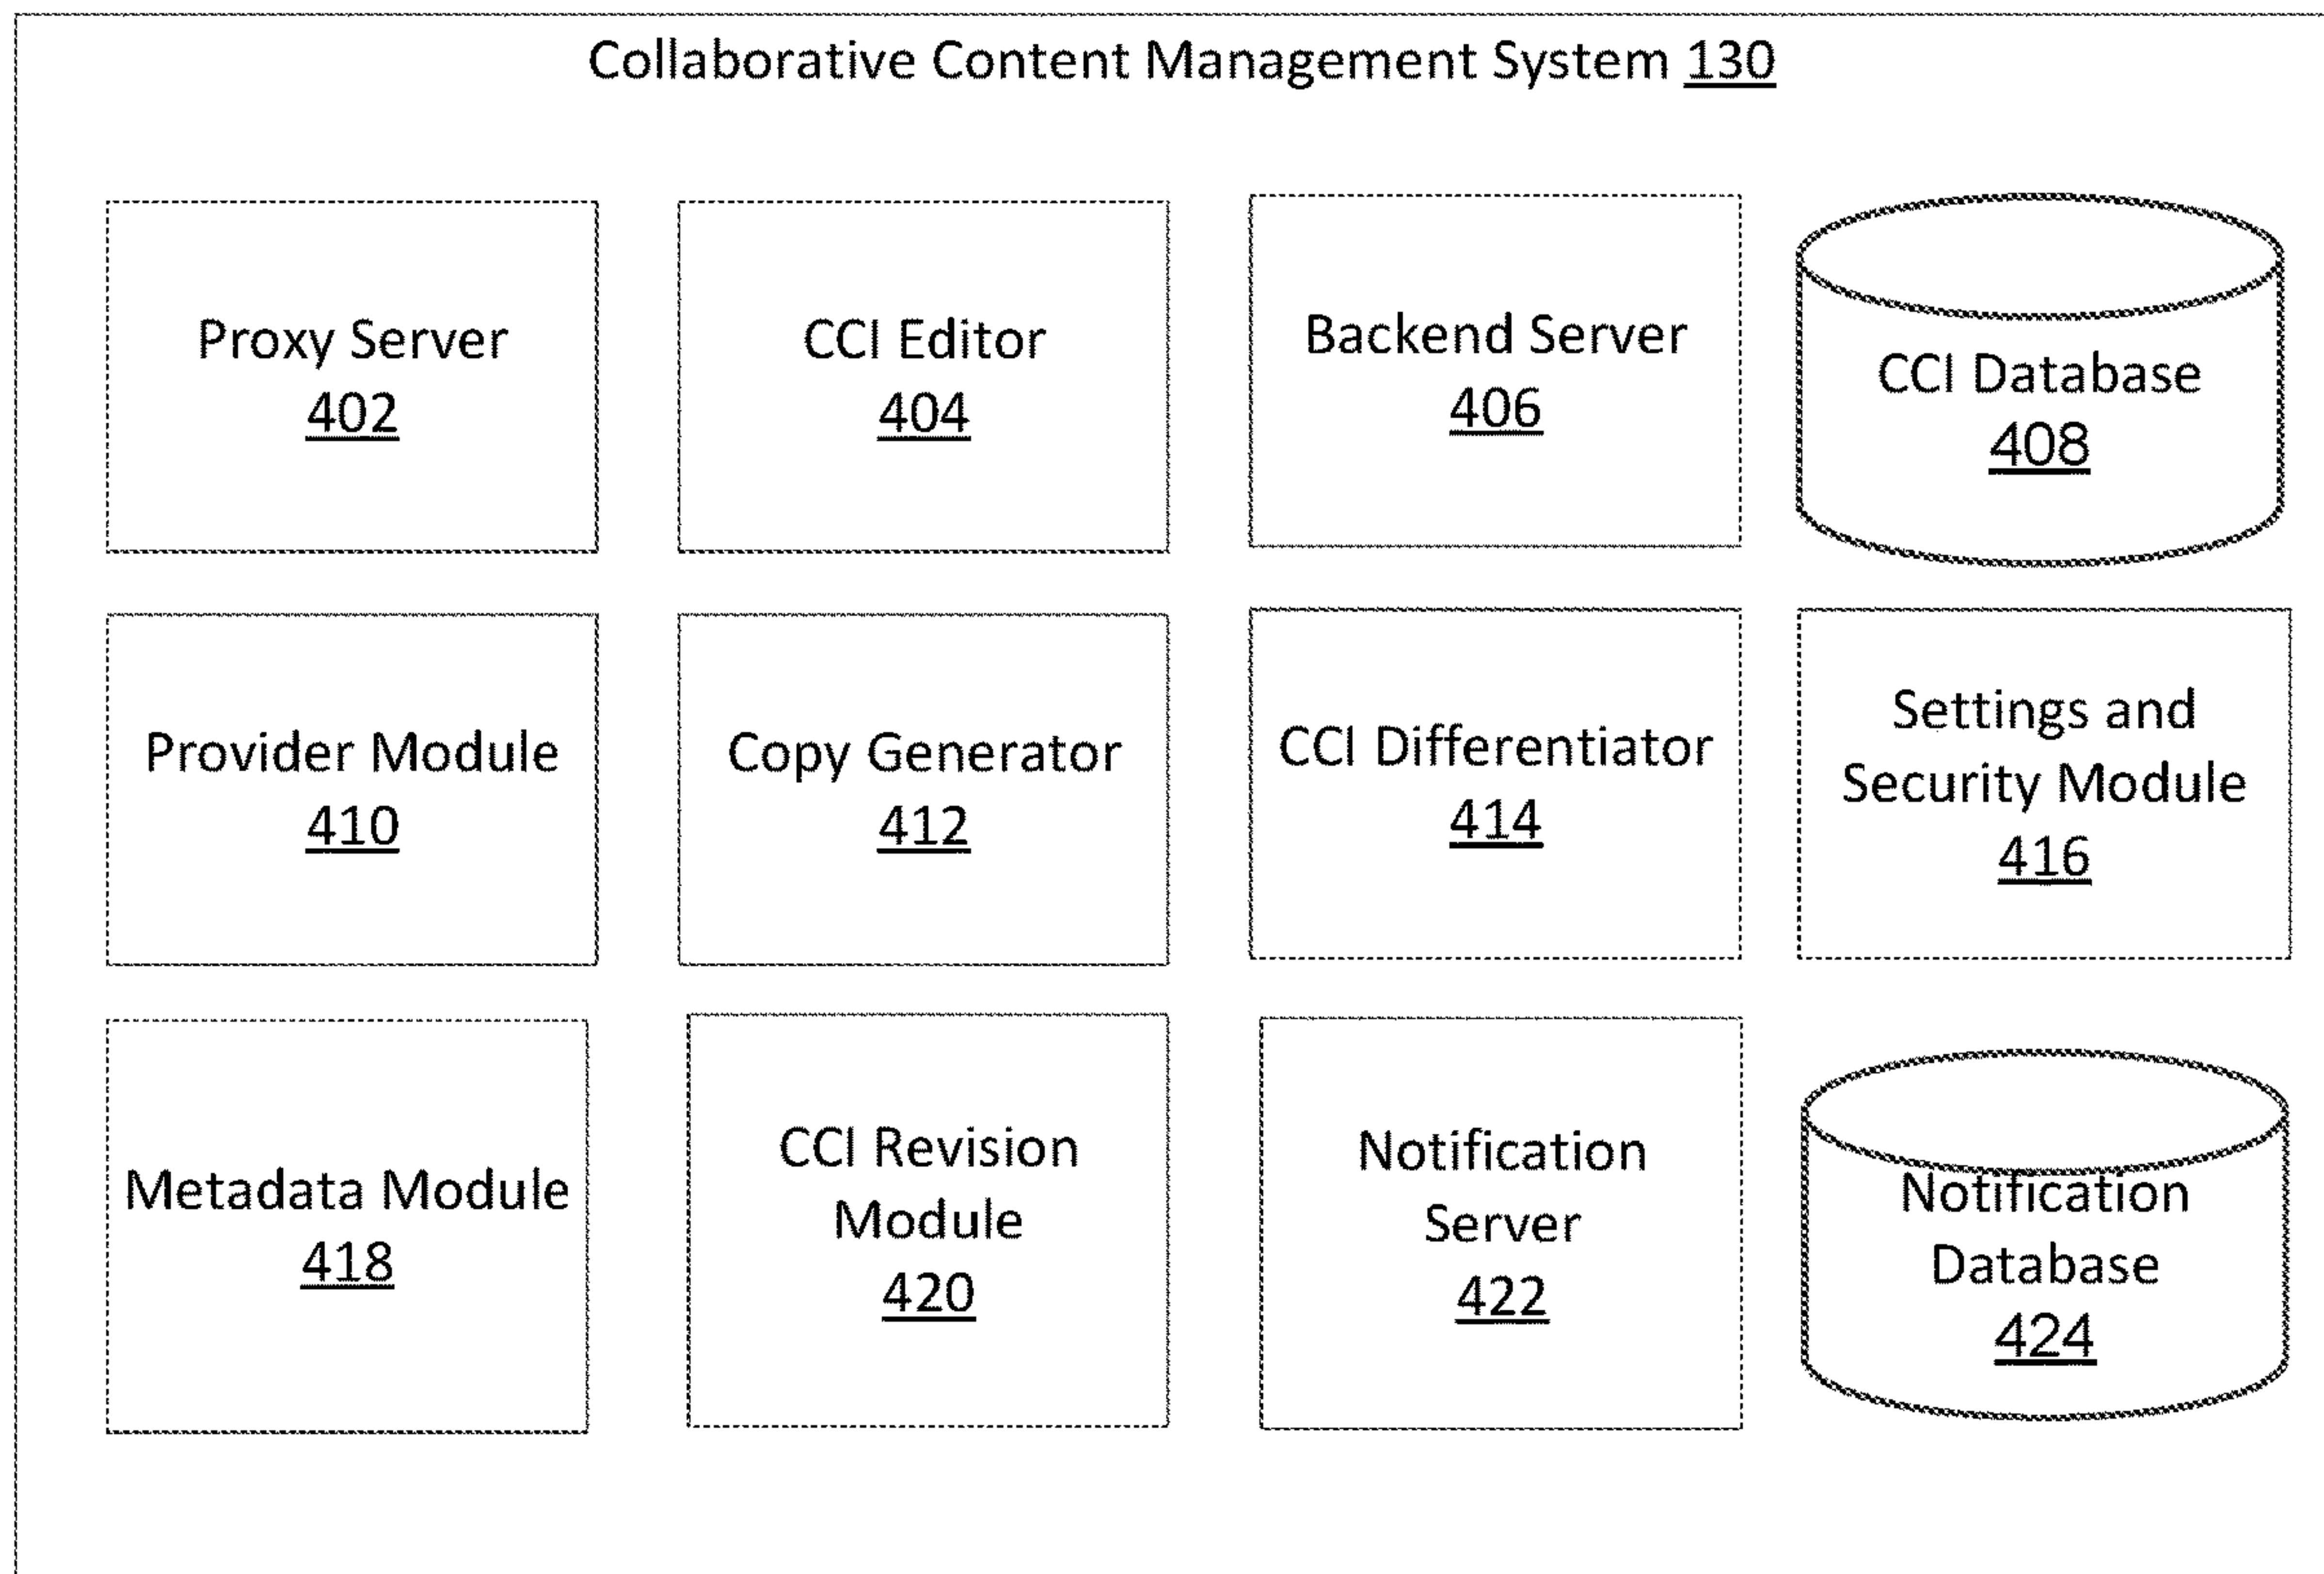 Collaborative Content Management System 130
Proxy Server
402
CCI Editor
404
Backend Server
406
CCI Database
408
Provider Module
410
Copy Generator
412
CCI Differentiator
414
Settings and
Security Module
416
Metadata Module
418
CCI Revision
Module
420
Notification
Server
422
Notification
Database
424